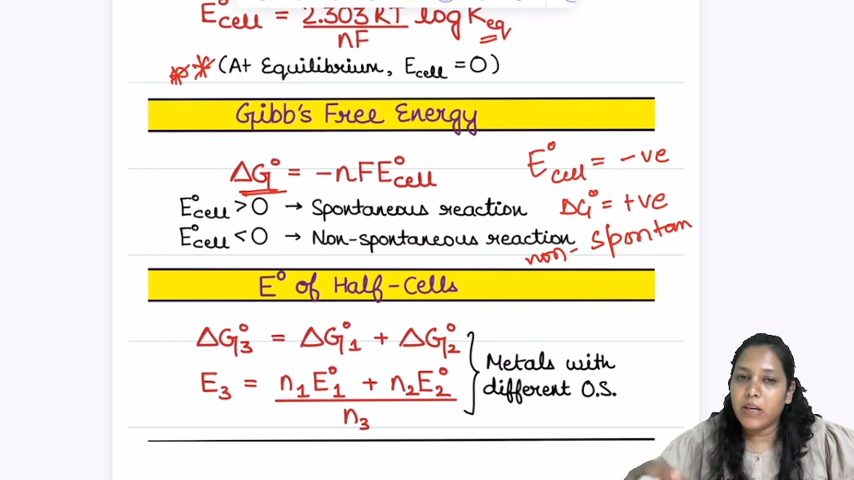 E°cell = 2.303 RT log Keq
nF
(At Equilibrium, Ecell = 0)
Gibb's Free Energy
ΔG° = -nFE°cell
E°cell = -ve
E°cell > 0 → Spontaneous reaction
ΔG° = +ve
E°cell < 0 → Non-spontaneous reaction
non- spontan
E° of Half-Cells
ΔG°3 = ΔG°1 + ΔG°2
E3 = n1E°1 + n2E°2
n3
Metals with
different O.S.